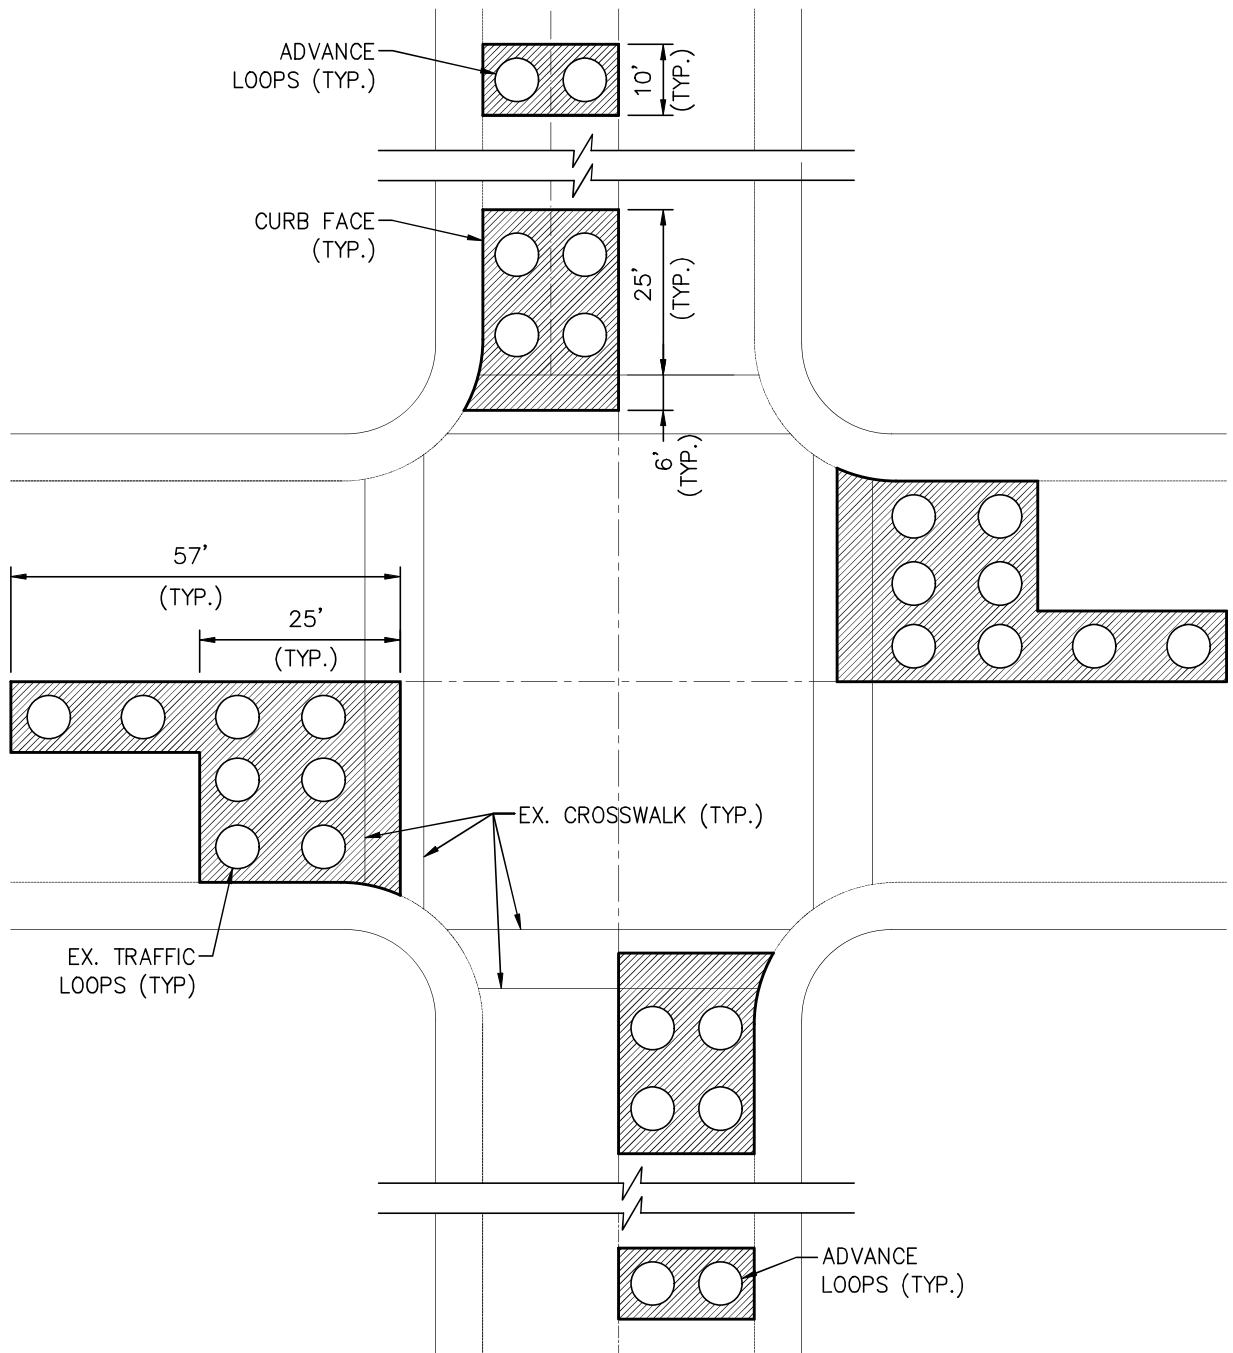 ADVANCE
LOOPS (TYP.)
10'
(TYP.)
CURB FACE
(TYP.)
25'
(TYP.)
6'
(TYP.)
57'
(TYP.)
25'
(TYP.)
EX. CROSSWALK (TYP.)
EX. TRAFFIC
LOOPS (TYP)
ADVANCE
LOOPS (TYP.)